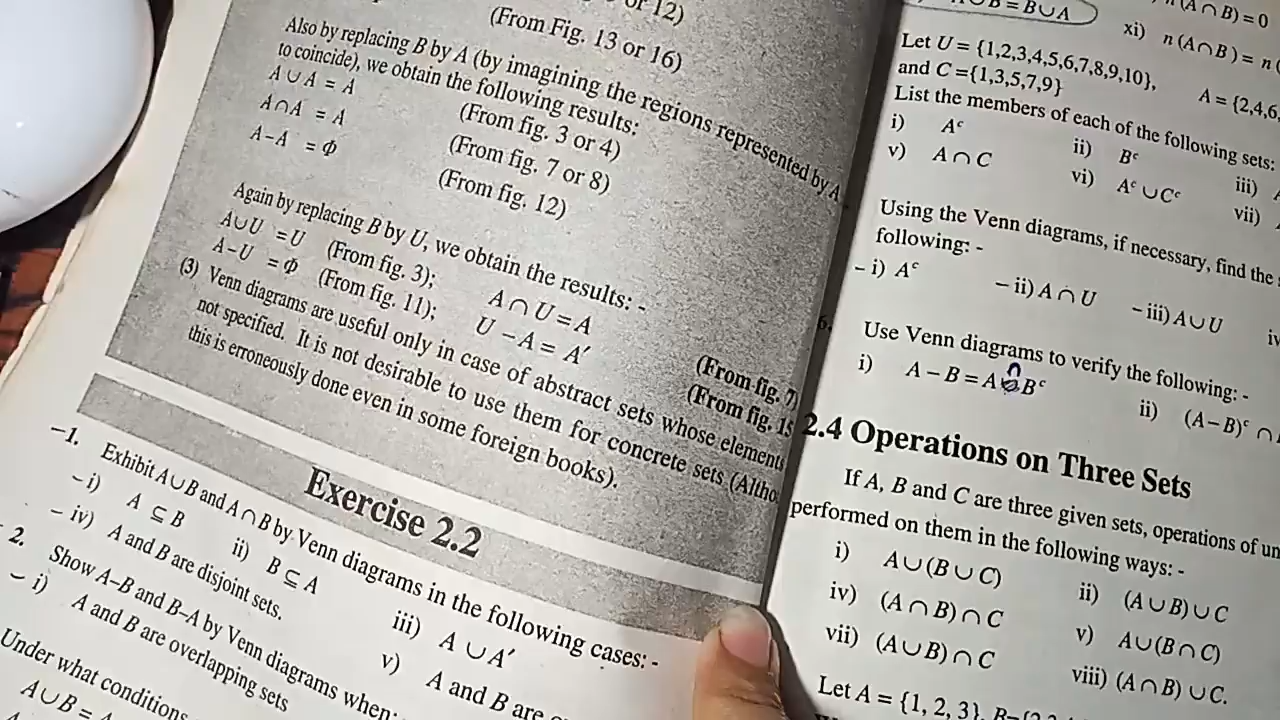 or 12)
(From Fig. 13 or 16)
Also by replacing B by A (by imagining the regions represented by A
to coincide), we obtain the following results:
A ∪ A = A (From fig. 3 or 4)
A ∩ A = A (From fig. 7 or 8)
A–A = Φ (From fig. 12)
Again by replacing B by U, we obtain the results: -
A∪U = U (From fig. 3); A ∩ U = A (From fig. 7)
A–U = Φ (From fig. 11); U – A = A′ (From fig. 15
(3) Venn diagrams are useful only in case of abstract sets whose elements
not specified. It is not desirable to use them for concrete sets (Altho
this is erroneously done even in some foreign books).
Exercise 2.2
1. Exhibit A∪B and A∩B by Venn diagrams in the following cases: -
i) A ⊆ B ii) B ⊆ A iii) A ∪ A′
iv) A and B are disjoint sets. v) A and B are
2. Show A–B and B–A by Venn diagrams when:
i) A and B are overlapping sets
Under what conditions
A∪B =
A∪B = B∪A
n(A∩B) = 0
xi) n(A∩B) = n
Let U = {1,2,3,4,5,6,7,8,9,10}, A = {2,4,6,
and C ={1,3,5,7,9}
List the members of each of the following sets:
i) Aᶜ ii) Bᶜ iii)
v) A∩C vi) Aᶜ ∪ Cᶜ vii)
Using the Venn diagrams, if necessary, find the
following: -
i) Aᶜ ii) A∩U iii) A∪U iv
6.
Use Venn diagrams to verify the following: -
i) A – B = A ∩ Bᶜ ii) (A–B)ᶜ ∩
2.4 Operations on Three Sets
If A, B and C are three given sets, operations of un
performed on them in the following ways: -
i) A∪(B∪C) ii) (A∪B)∪C
iv) (A∩B)∩C v) A∪(B∩C)
vii) (A∪B)∩C viii) (A∩B)∪C.
Let A = {1, 2, 3}, B=